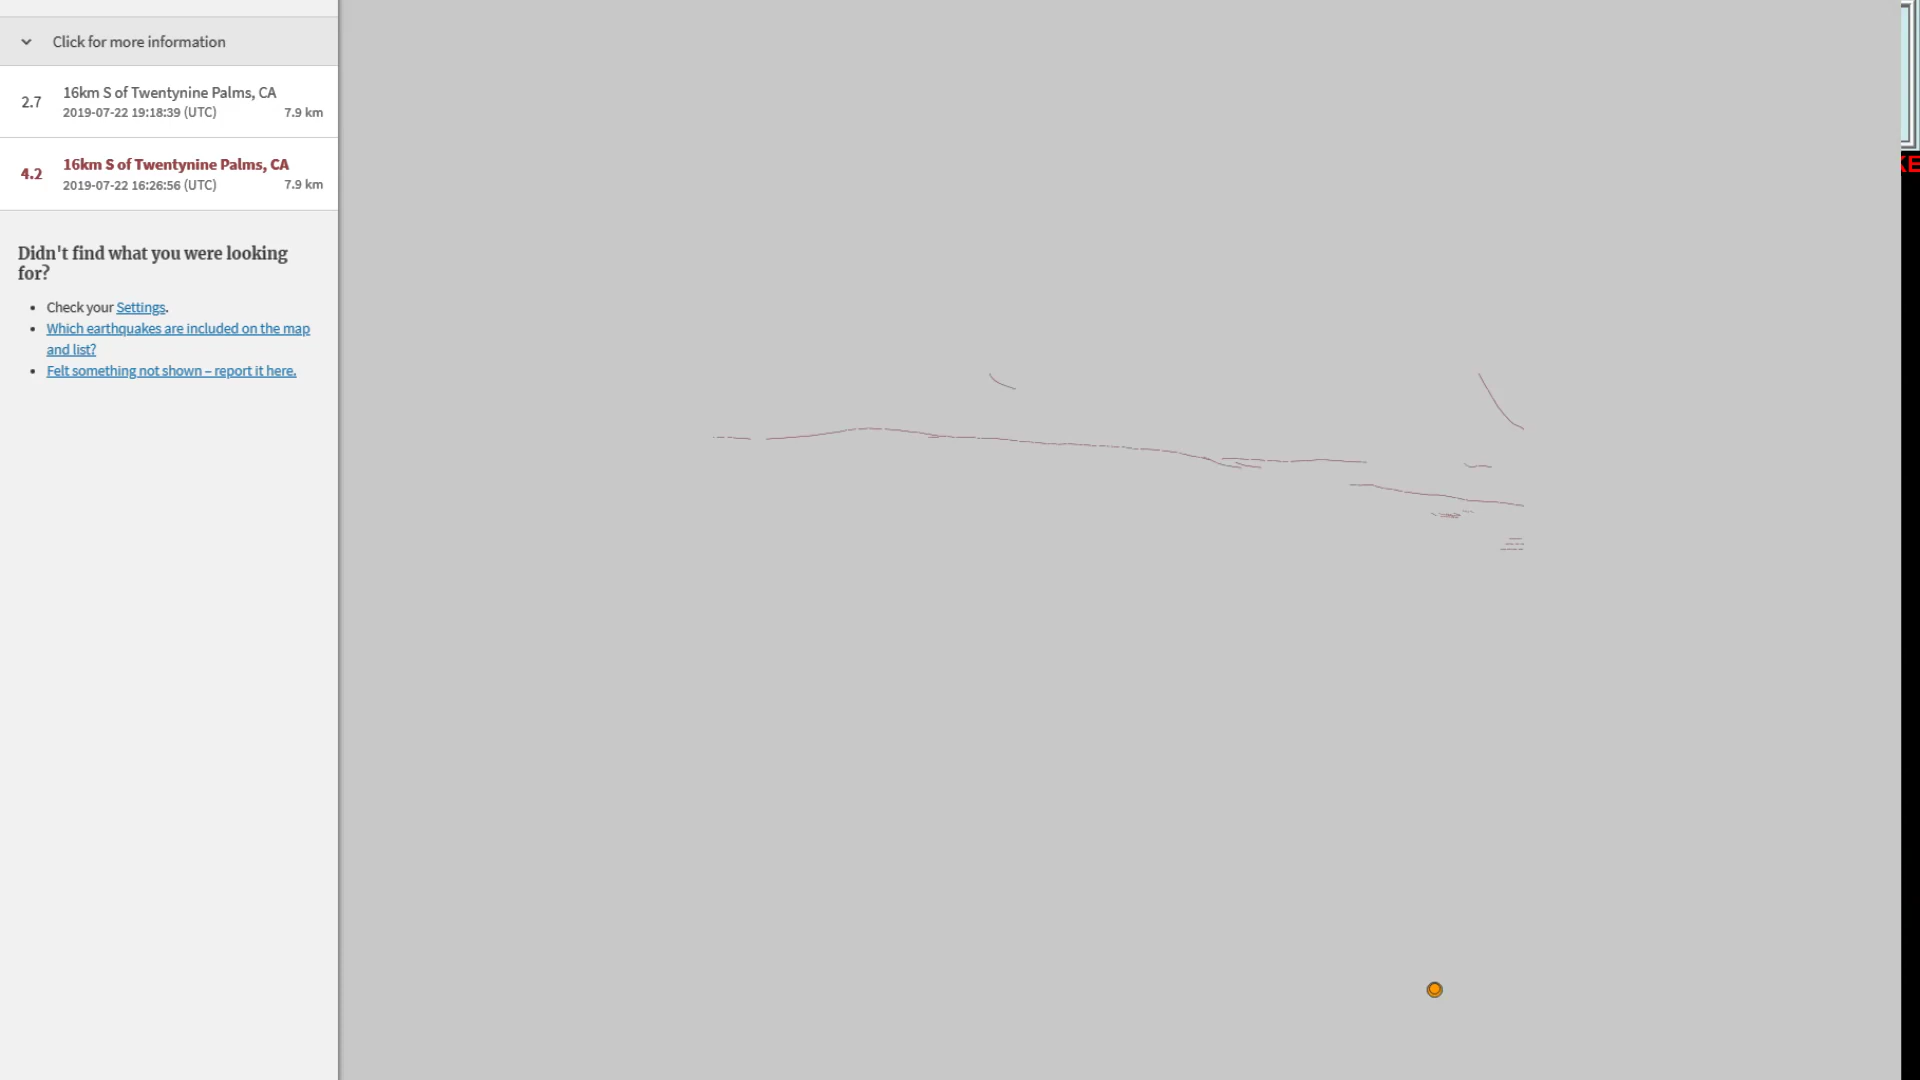 Click for more information
2.7
16km S of Twentynine Palms, CA
2019-07-22 19:18:39 (UTC)
7.9 km
4.2
16km S of Twentynine Palms, CA
2019-07-22 16:26:56 (UTC)
7.9 km
Didn't find what you were looking
for?
Check your Settings.
Which earthquakes are included on the map
and list?
Felt something not shown – report it here.